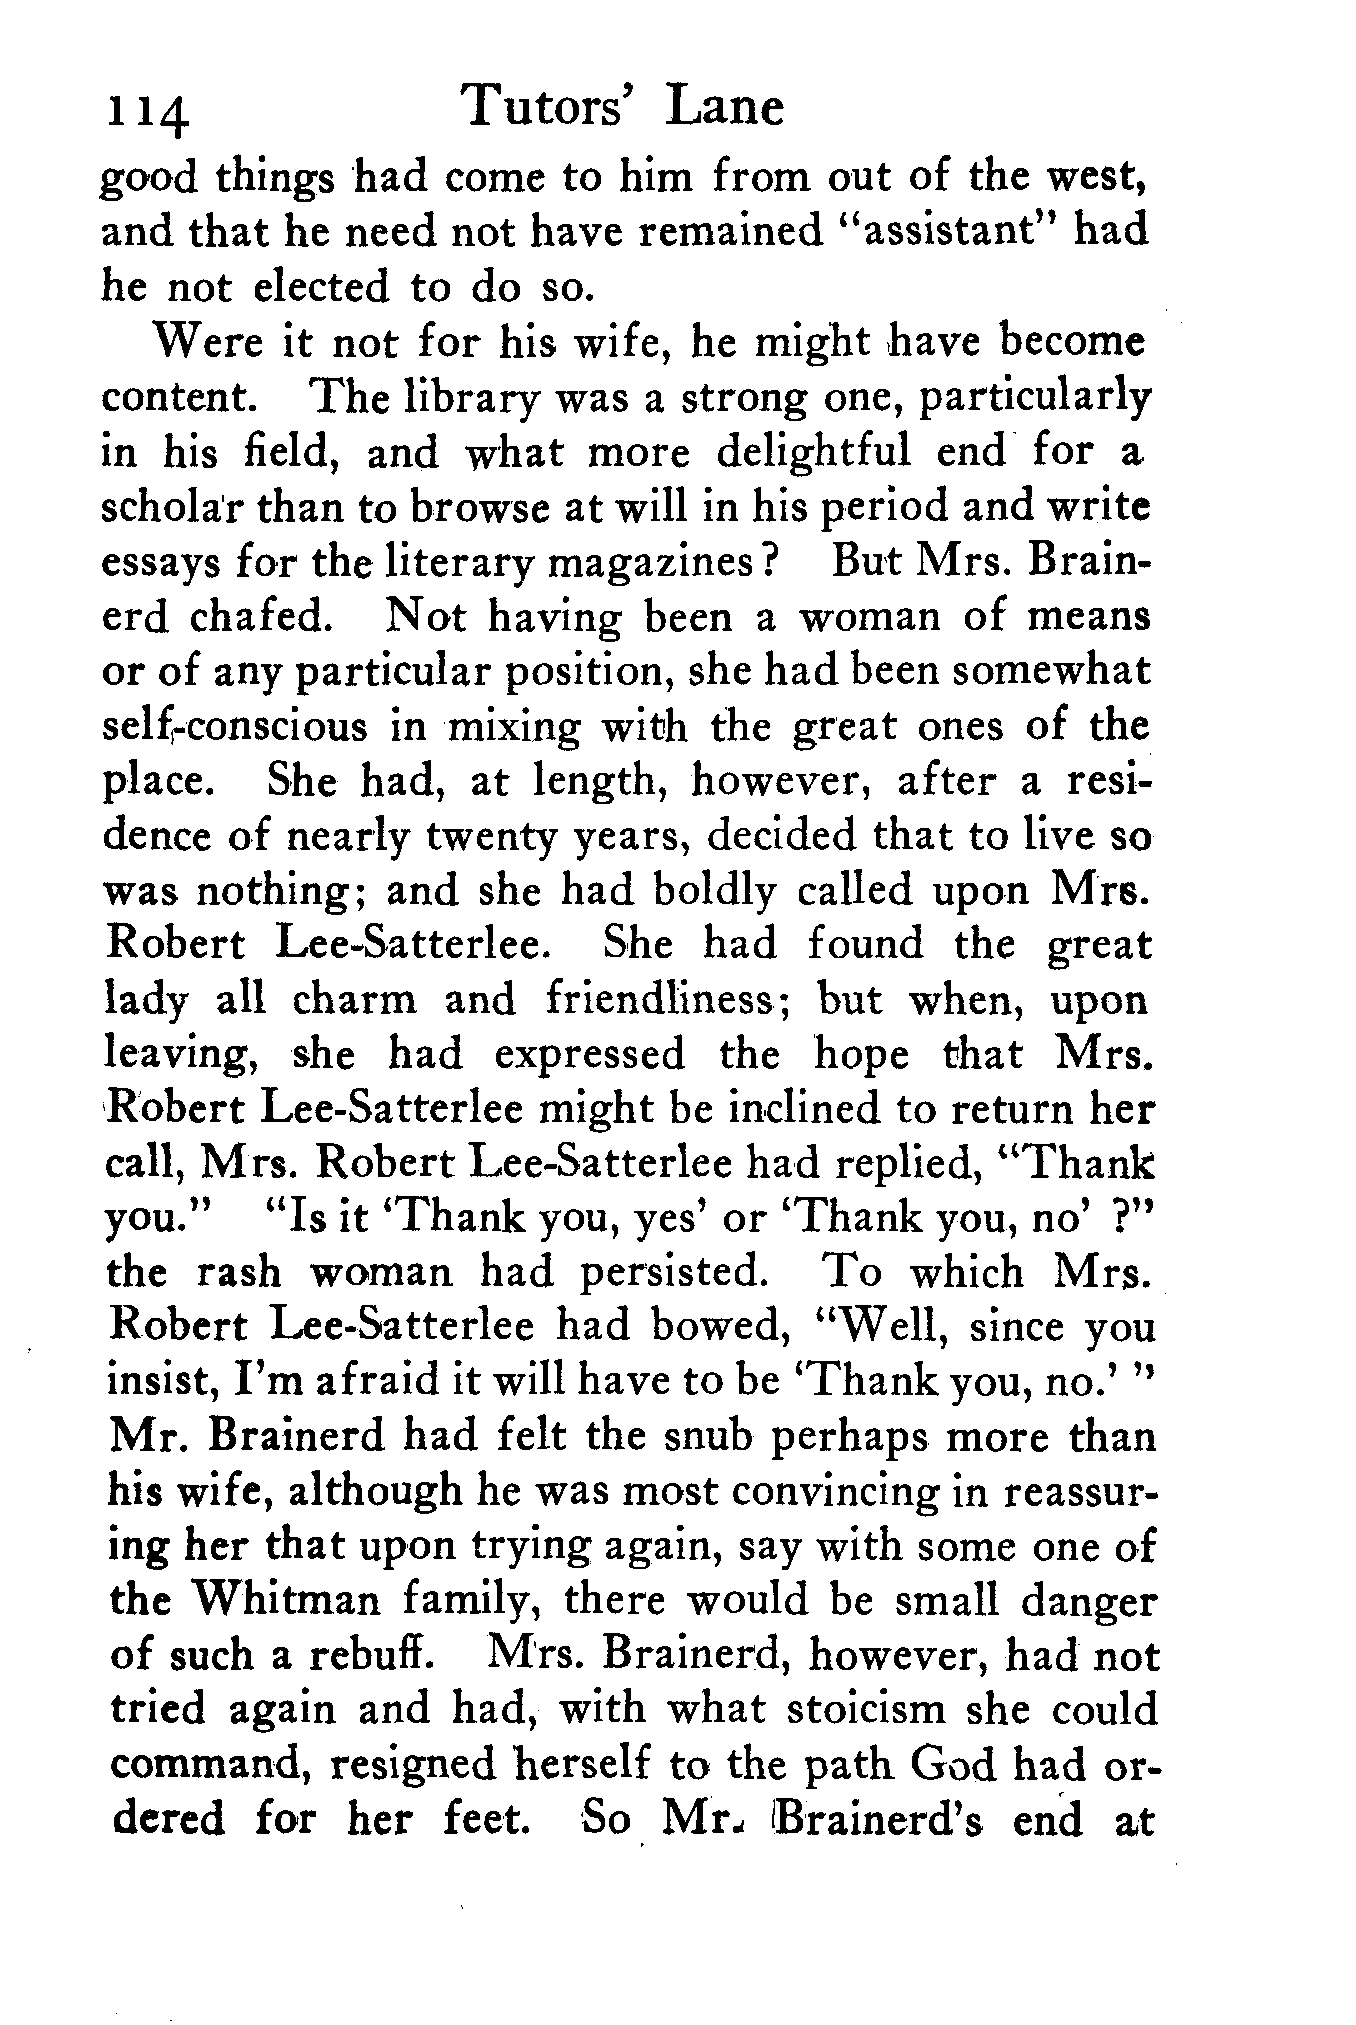 114 Tutors' Lane
good things had come to him from out of the west,
and that he need not have remained "assistant" had
he not elected to do so.
Were it not for his wife, he might have become
content. The library was a strong one, particularly
in his field, and what more delightful end for a
scholar than to browse at will in his period and write
essays for the literary magazines? But Mrs. Brain-
erd chafed. Not having been a woman of means
or of any particular position, she had been somewhat
self-conscious in mixing with the great ones of the
place. She had, at length, however, after a resi-
dence of nearly twenty years, decided that to live so
was nothing; and she had boldly called upon Mrs.
Robert Lee-Satterlee. She had found the great
lady all charm and friendliness; but when, upon
leaving, she had expressed the hope that Mrs.
Robert Lee-Satterlee might be inclined to return her
call, Mrs. Robert Lee-Satterlee had replied, "Thank
you." "Is it 'Thank you, yes' or 'Thank you, no' ?"
the rash woman had persisted. To which Mrs.
Robert Lee-Satterlee had bowed, "Well, since you
insist, I'm afraid it will have to be 'Thank you, no.' "
Mr. Brainerd had felt the snub perhaps more than
his wife, although he was most convincing in reassur-
ing her that upon trying again, say with some one of
the Whitman family, there would be small danger
of such a rebuff. Mrs. Brainerd, however, had not
tried again and had, with what stoicism she could
command, resigned herself to the path God had or-
dered for her feet. So Mr. Brainerd's end at